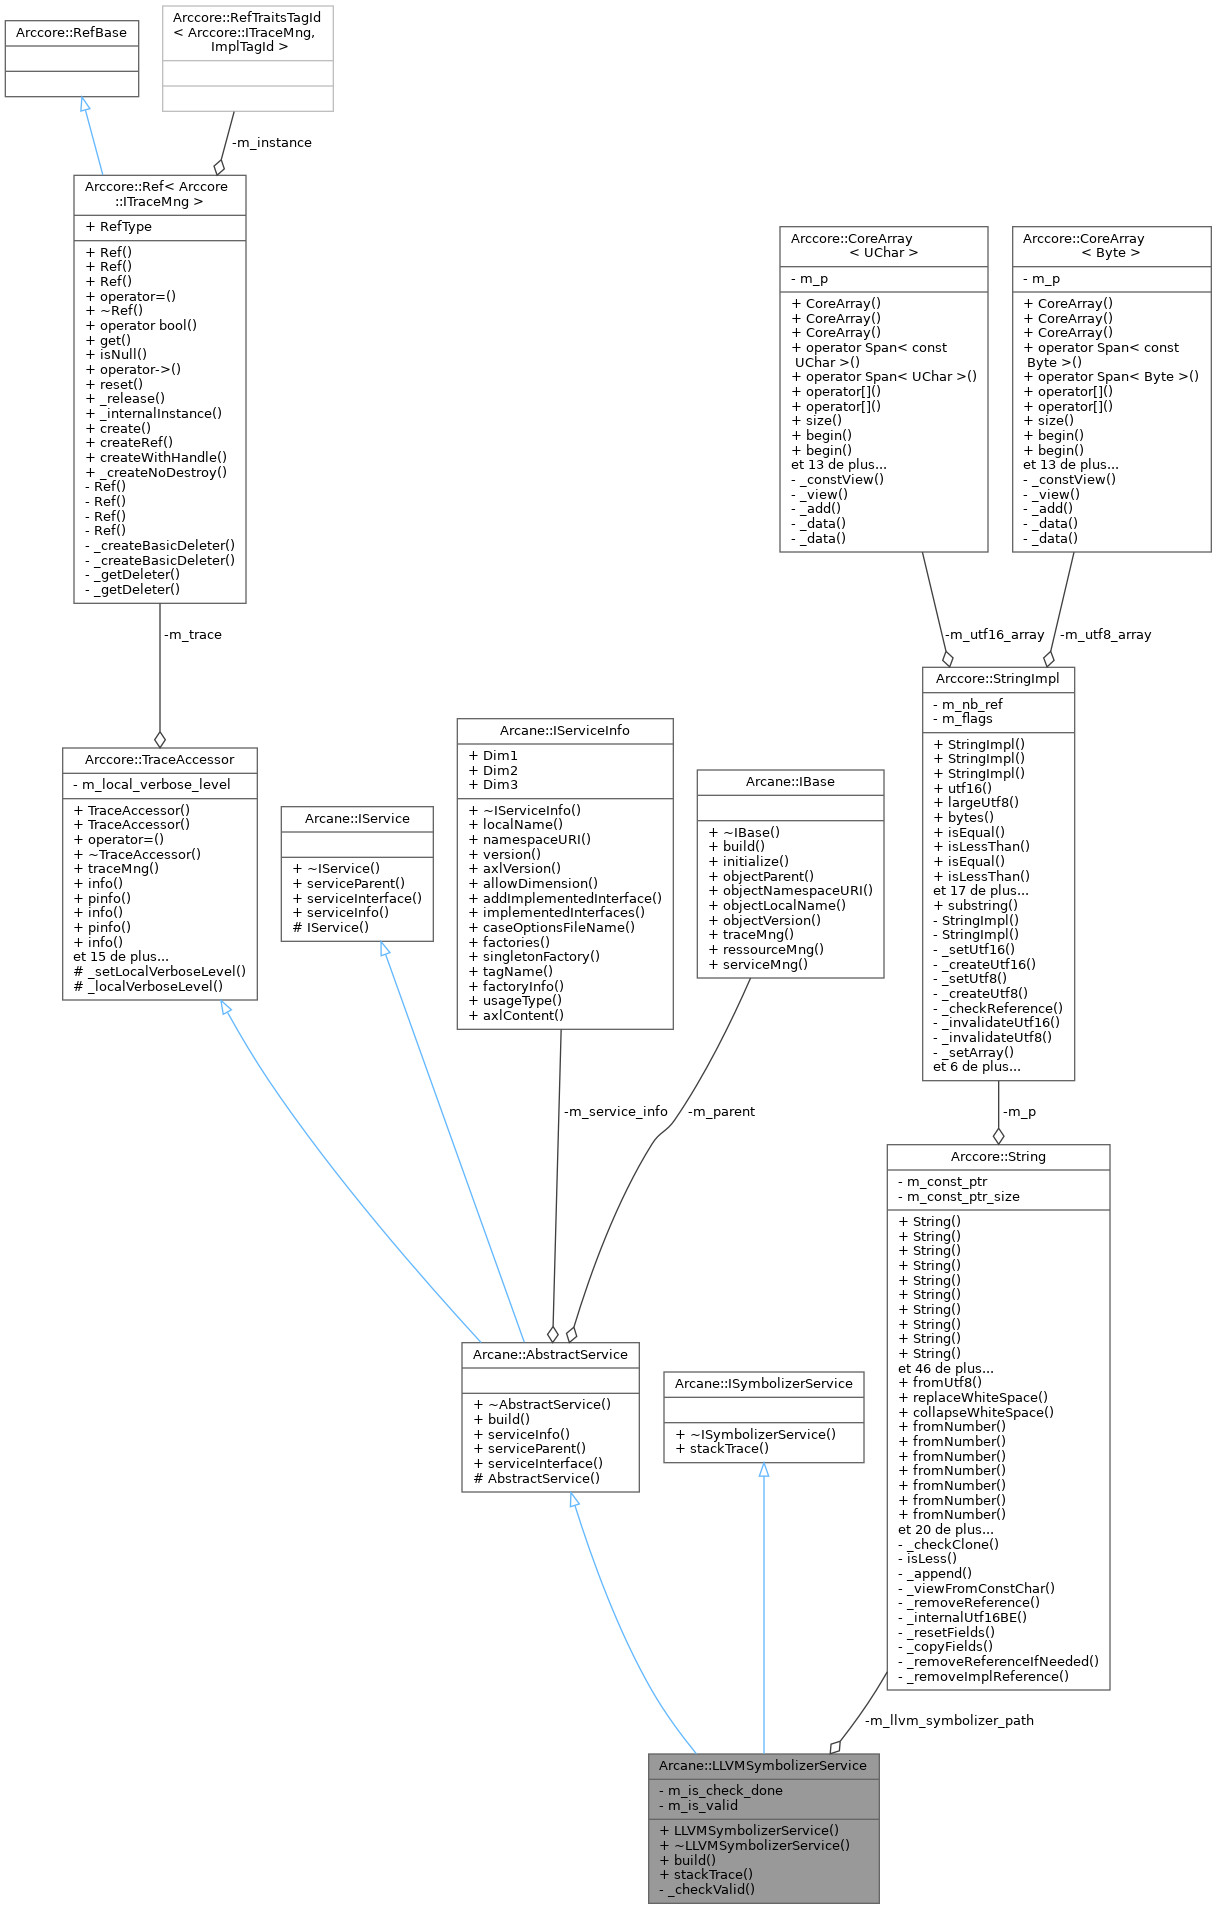 Arccore::RefBase
Arccore::RefTraitsTagId
< Arccore::ITraceMng,
ImplTagId >
-m_instance
Arccore::Ref< Arccore
::ITraceMng >
+ RefType
+ Ref()
+ Ref()
+ Ref()
+ operator=()
+ ~Ref()
+ operator bool()
+ get()
+ isNull()
+ operator->()
+ reset()
+ _release()
+ _internalInstance()
+ create()
+ createRef()
+ createWithHandle()
+ _createNoDestroy()
- Ref()
- Ref()
- Ref()
- Ref()
- _createBasicDeleter()
- _createBasicDeleter()
- _getDeleter()
- _getDeleter()
Arccore::CoreArray
< UChar >
- m_p
+ CoreArray()
+ CoreArray()
+ CoreArray()
+ operator Span< const
UChar >()
+ operator Span< UChar >()
+ operator[]()
+ operator[]()
+ size()
+ begin()
+ begin()
et 13 de plus...
- _constView()
- _view()
- _add()
- _data()
- _data()
Arccore::CoreArray
< Byte >
- m_p
+ CoreArray()
+ CoreArray()
+ CoreArray()
+ operator Span< const
Byte >()
+ operator Span< Byte >()
+ operator[]()
+ operator[]()
+ size()
+ begin()
+ begin()
et 13 de plus...
- _constView()
- _view()
- _add()
- _data()
- _data()
-m_trace
-m_utf16_array
-m_utf8_array
Arccore::TraceAccessor
- m_local_verbose_level
+ TraceAccessor()
+ TraceAccessor()
+ operator=()
+ ~TraceAccessor()
+ traceMng()
+ info()
+ pinfo()
+ info()
+ pinfo()
+ info()
et 15 de plus...
# _setLocalVerboseLevel()
# _localVerboseLevel()
Arcane::IService
+ ~IService()
+ serviceParent()
+ serviceInterface()
+ serviceInfo()
# IService()
Arcane::IServiceInfo
+ Dim1
+ Dim2
+ Dim3
+ ~IServiceInfo()
+ localName()
+ namespaceURI()
+ version()
+ axlVersion()
+ allowDimension()
+ addImplementedInterface()
+ implementedInterfaces()
+ caseOptionsFileName()
+ factories()
+ singletonFactory()
+ tagName()
+ factoryInfo()
+ usageType()
+ axlContent()
Arcane::IBase
+ ~IBase()
+ build()
+ initialize()
+ objectParent()
+ objectNamespaceURI()
+ objectLocalName()
+ objectVersion()
+ traceMng()
+ ressourceMng()
+ serviceMng()
Arccore::StringImpl
- m_nb_ref
- m_flags
+ StringImpl()
+ StringImpl()
+ StringImpl()
+ utf16()
+ largeUtf8()
+ bytes()
+ isEqual()
+ isLessThan()
+ isEqual()
+ isLessThan()
et 17 de plus...
+ substring()
- StringImpl()
- StringImpl()
- _setUtf16()
- _createUtf16()
- _setUtf8()
- _createUtf8()
- _checkReference()
- _invalidateUtf16()
- _invalidateUtf8()
- _setArray()
et 6 de plus...
-m_service_info
-m_parent
-m_p
Arccore::String
- m_const_ptr
- m_const_ptr_size
+ String()
+ String()
+ String()
+ String()
+ String()
+ String()
+ String()
+ String()
+ String()
+ String()
et 46 de plus...
+ fromUtf8()
+ replaceWhiteSpace()
+ collapseWhiteSpace()
+ fromNumber()
+ fromNumber()
+ fromNumber()
+ fromNumber()
+ fromNumber()
+ fromNumber()
+ fromNumber()
et 20 de plus...
- _checkClone()
- isLess()
- _append()
- _viewFromConstChar()
- _removeReference()
- _internalUtf16BE()
- _resetFields()
- _copyFields()
- _removeReferenceIfNeeded()
- _removeImplReference()
Arcane::AbstractService
+ ~AbstractService()
+ build()
+ serviceInfo()
+ serviceParent()
+ serviceInterface()
# AbstractService()
Arcane::ISymbolizerService
+ ~ISymbolizerService()
+ stackTrace()
-m_llvm_symbolizer_path
Arcane::LLVMSymbolizerService
- m_is_check_done
- m_is_valid
+ LLVMSymbolizerService()
+ ~LLVMSymbolizerService()
+ build()
+ stackTrace()
- _checkValid()